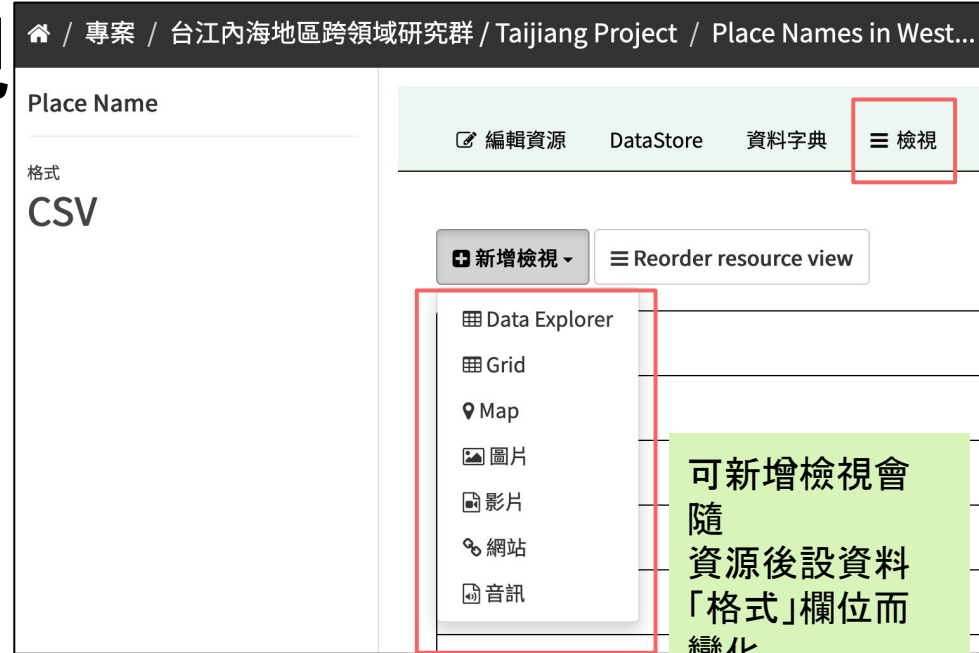 / 專案 / 台江內海地區跨領域研究群 / Taijiang Project / Place Names in West...
Place Name
格式
CSV
編輯資源 DataStore 資料字典 檢視
新增檢視 Reorder resource view
Data Explorer
Grid
Map
圖片
影片
網站
音訊
可新增檢視會
隨
資源後設資料
「格式」欄位而
變化